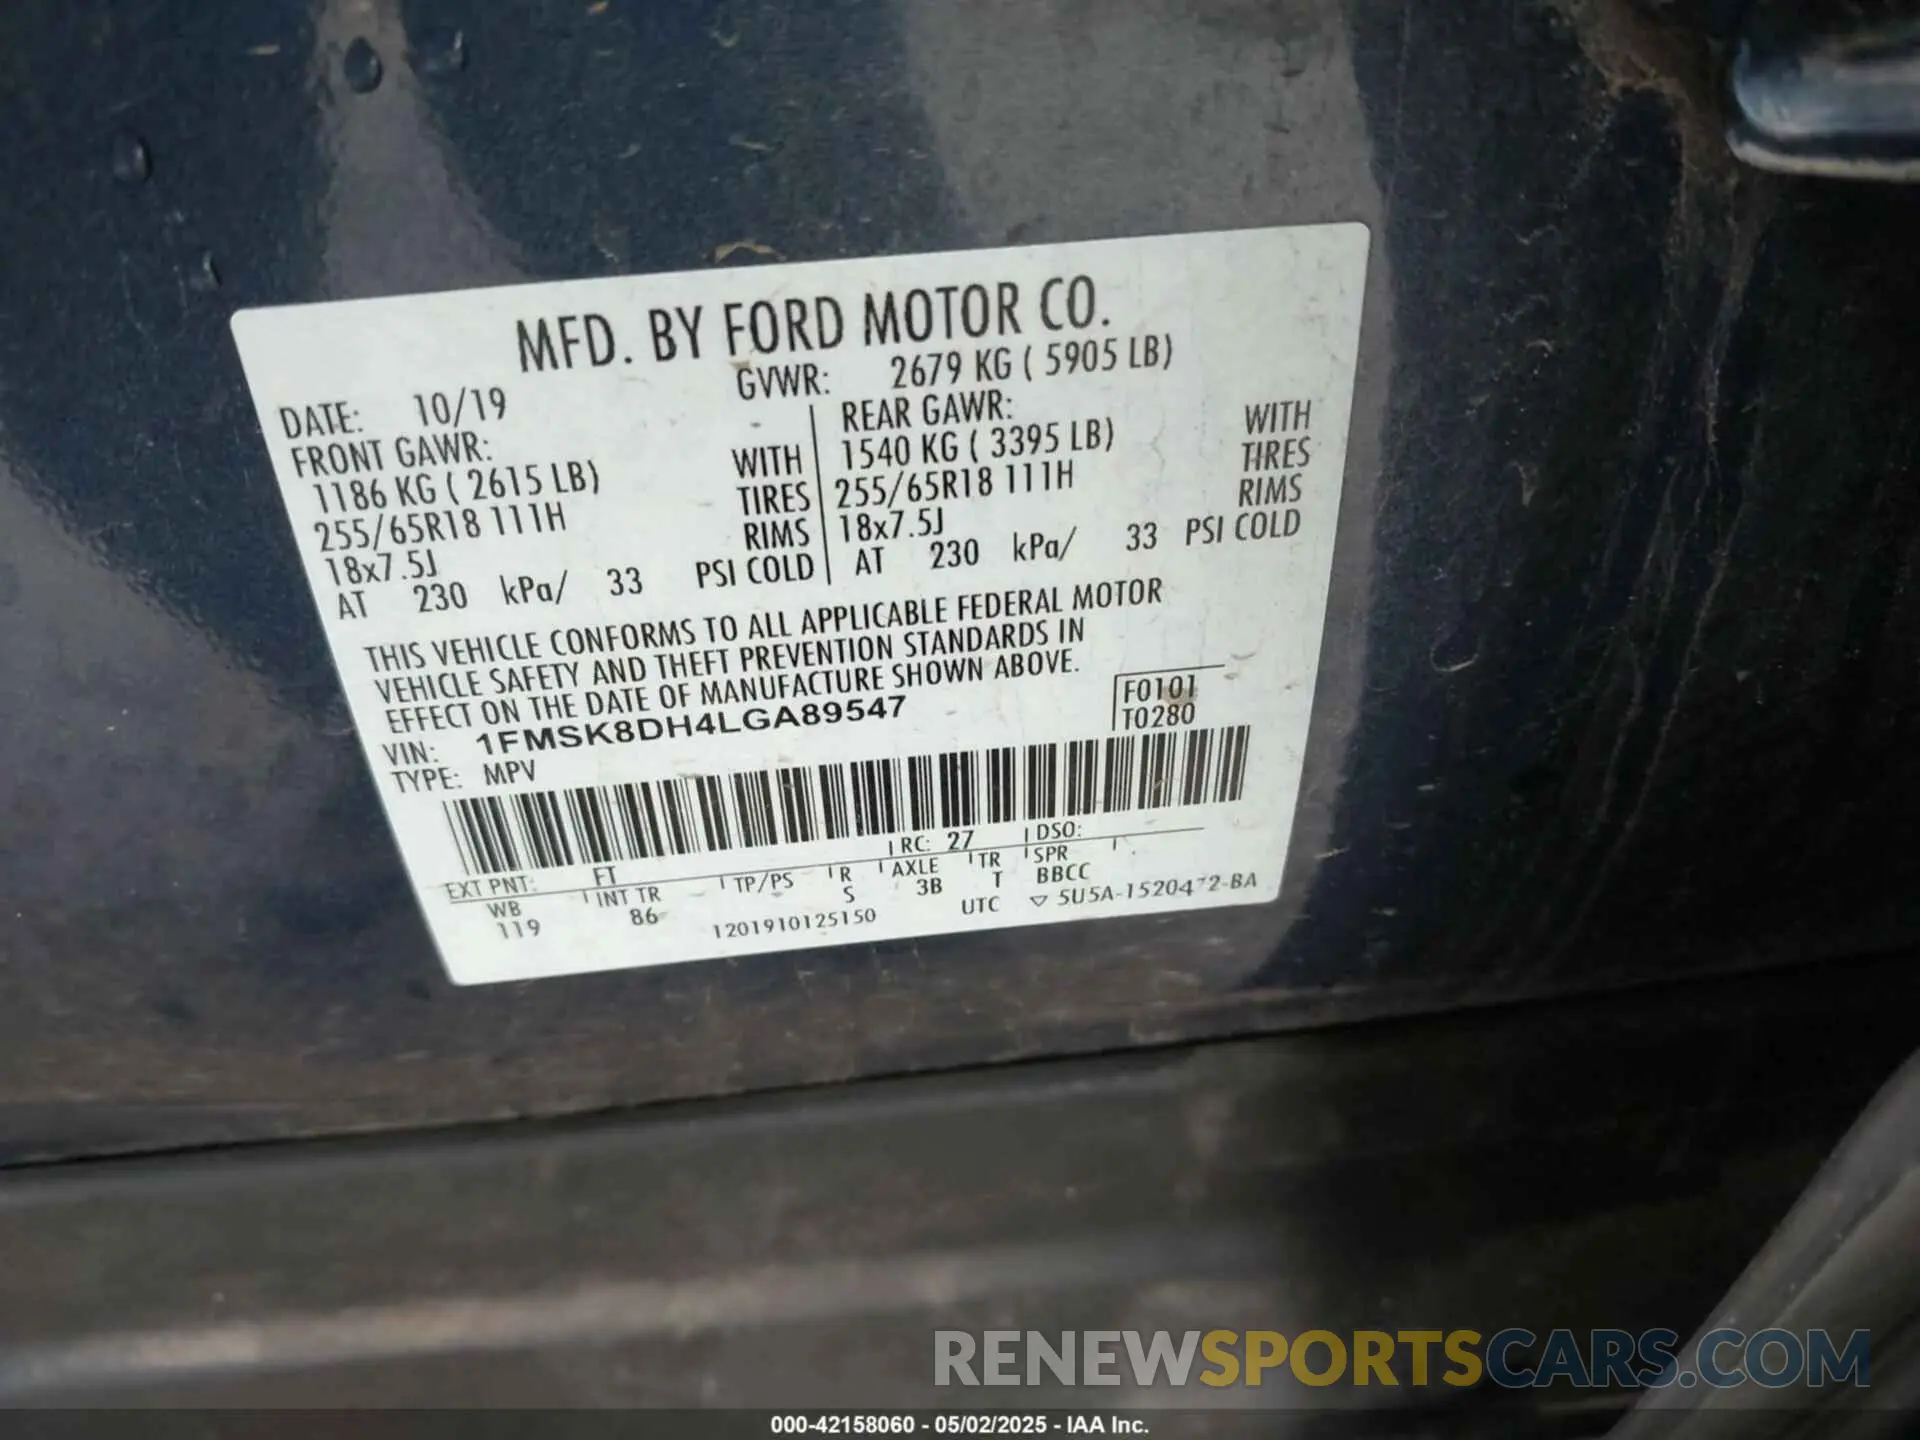 MFD. BY FORD MOTOR CO.
DATE: 10/19 GVWR: 2679 KG ( 5905 LB)
FRONT GAWR: REAR GAWR:
1186 KG ( 2615 LB) WITH 1540 KG ( 3395 LB) WITH
255/65R18 111H TIRES 255/65R18 111H TIRES
18x7.5J RIMS 18x7.5J RIMS
AT 230 kPa/ 33 PSI COLD AT 230 kPa/ 33 PSI COLD
THIS VEHICLE CONFORMS TO ALL APPLICABLE FEDERAL MOTOR
VEHICLE SAFETY AND THEFT PREVENTION STANDARDS IN
EFFECT ON THE DATE OF MANUFACTURE SHOWN ABOVE.
VIN: 1FMSK8DH4LGA89547 F0101
TYPE: MPV T0280
EXT PNT: FT RC: 27 DSO:
WB INT TR TP/PS R AXLE TR SPR
119 86 S 3B T BBCC
1201910125150 UTC ▽ 5U5A-1520472-BA
RENEWSPORTSCARS.COM
000-42158060 - 05/02/2025 - IAA Inc.